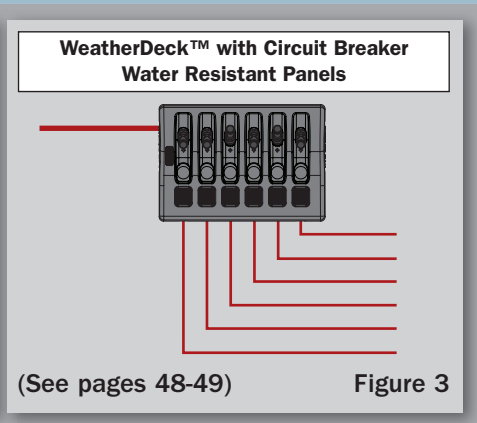 WeatherDeck™ with Circuit Breaker
Water Resistant Panels
(See pages 48-49) Figure 3